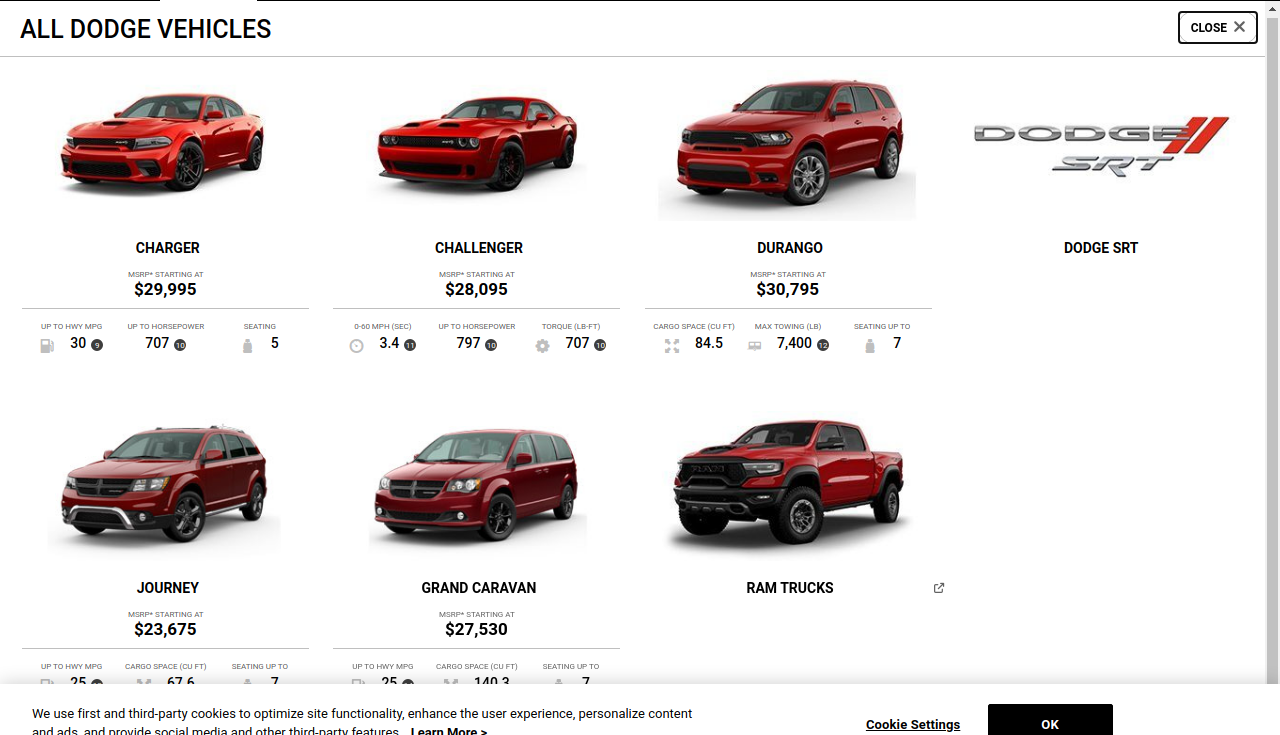 ALL DODGE VEHICLES
CLOSE
DODGE
SRT
CHARGER
MSRP* STARTING AT
$29,995
UP TO HWY MPG
30 9
UP TO HORSEPOWER
707 10
SEATING
5
CHALLENGER
MSRP* STARTING AT
$28,095
0-60 MPH (SEC)
3.4 11
UP TO HORSEPOWER
797 10
TORQUE (LB-FT)
707 10
DURANGO
MSRP* STARTING AT
$30,795
CARGO SPACE (CU FT)
84.5
MAX TOWING (LB)
7,400 12
SEATING UP TO
7
DODGE SRT
JOURNEY
MSRP* STARTING AT
$23,675
UP TO HWY MPG
25
CARGO SPACE (CU FT)
67.6
SEATING UP TO
7
GRAND CARAVAN
MSRP* STARTING AT
$27,530
UP TO HWY MPG
25
CARGO SPACE (CU FT)
140.3
SEATING UP TO
7
RAM
RAM TRUCKS
We use first and third-party cookies to optimize site functionality, enhance the user experience, personalize content
and ads, and provide social media and other third-party features. Learn More >
Cookie Settings
OK